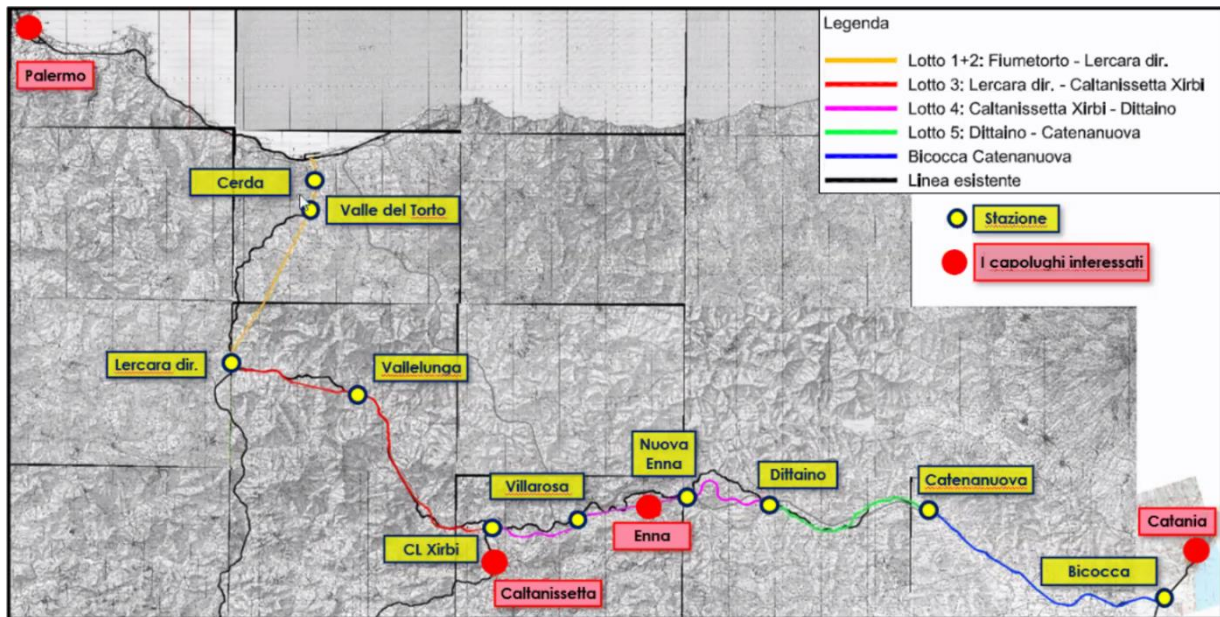 Palermo
Legenda
Lotto 1+2: Fiumetorto - Lercara dir.
Lotto 3: Lercara dir. - Caltanissetta Xirbi
Lotto 4: Caltanissetta Xirbi - Dittaino
Lotto 5: Dittaino - Catenanuova
Bicocca Catenanuova
Linea esistente
Stazione
I capolughi interessati
Cerda
Valle del Torto
Lercara dir.
Vallelunga
Nuova
Enna
Villarosa
Dittaino
Catenanuova
Catania
Enna
CL Xirbi
Caltanissetta
Bicocca